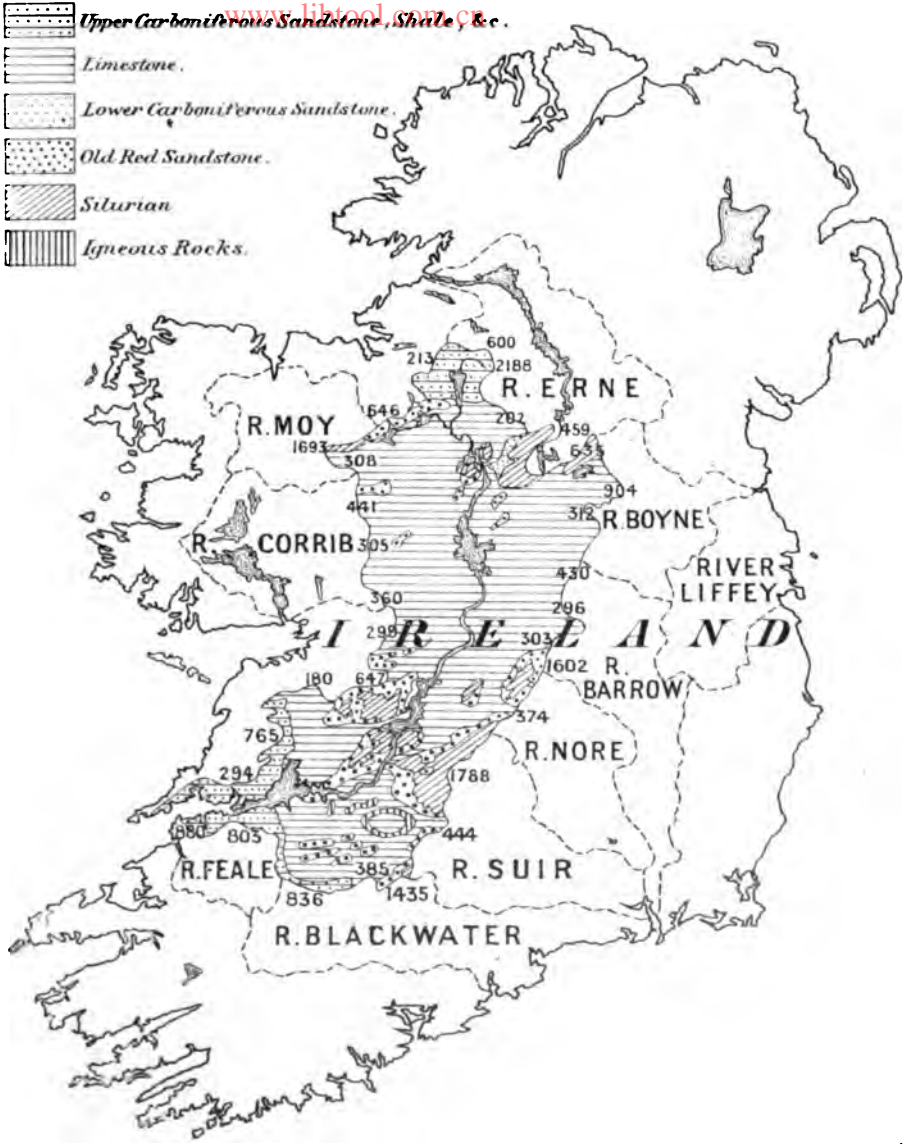 www.libtool.com.cn
Upper Carboniferous Sandstone, Shale, &c.
Limestone.
Lower Carboniferous Sandstone.
Old Red Sandstone.
Silurian
Igneous Rocks.
600
213
2188
R. ERNE
646
202
R. MOY
459
1693
635
308
904
441
312
R. BOYNE
R. CORRIB
305
430
RIVER
LIFFEY
360
296
IRELAND
299
303
1602
180
647
R.
BARROW
374
765
R. NORE
294
1788
880
803
444
R. FEALE
385
R. SUIR
836
1435
R. BLACKWATER